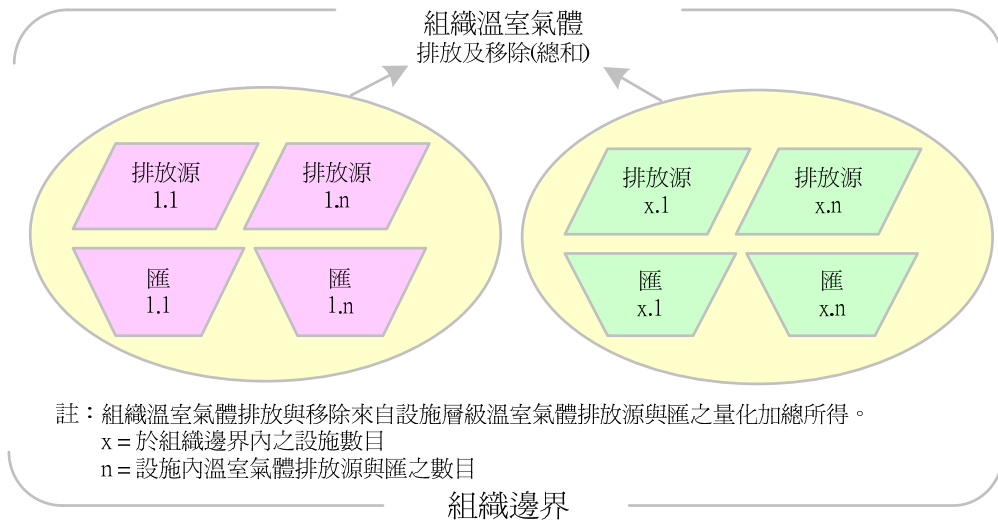 組織溫室氣體
排放及移除(總和)
排放源
1.1
排放源
1.n
匯
1.1
匯
1.n
排放源
x.1
排放源
x.n
匯
x.1
匯
x.n
註：組織溫室氣體排放與移除來自設施層級溫室氣體排放源與匯之量化加總所得。
x = 於組織邊界內之設施數目
n = 設施內溫室氣體排放源與匯之數目
組織邊界